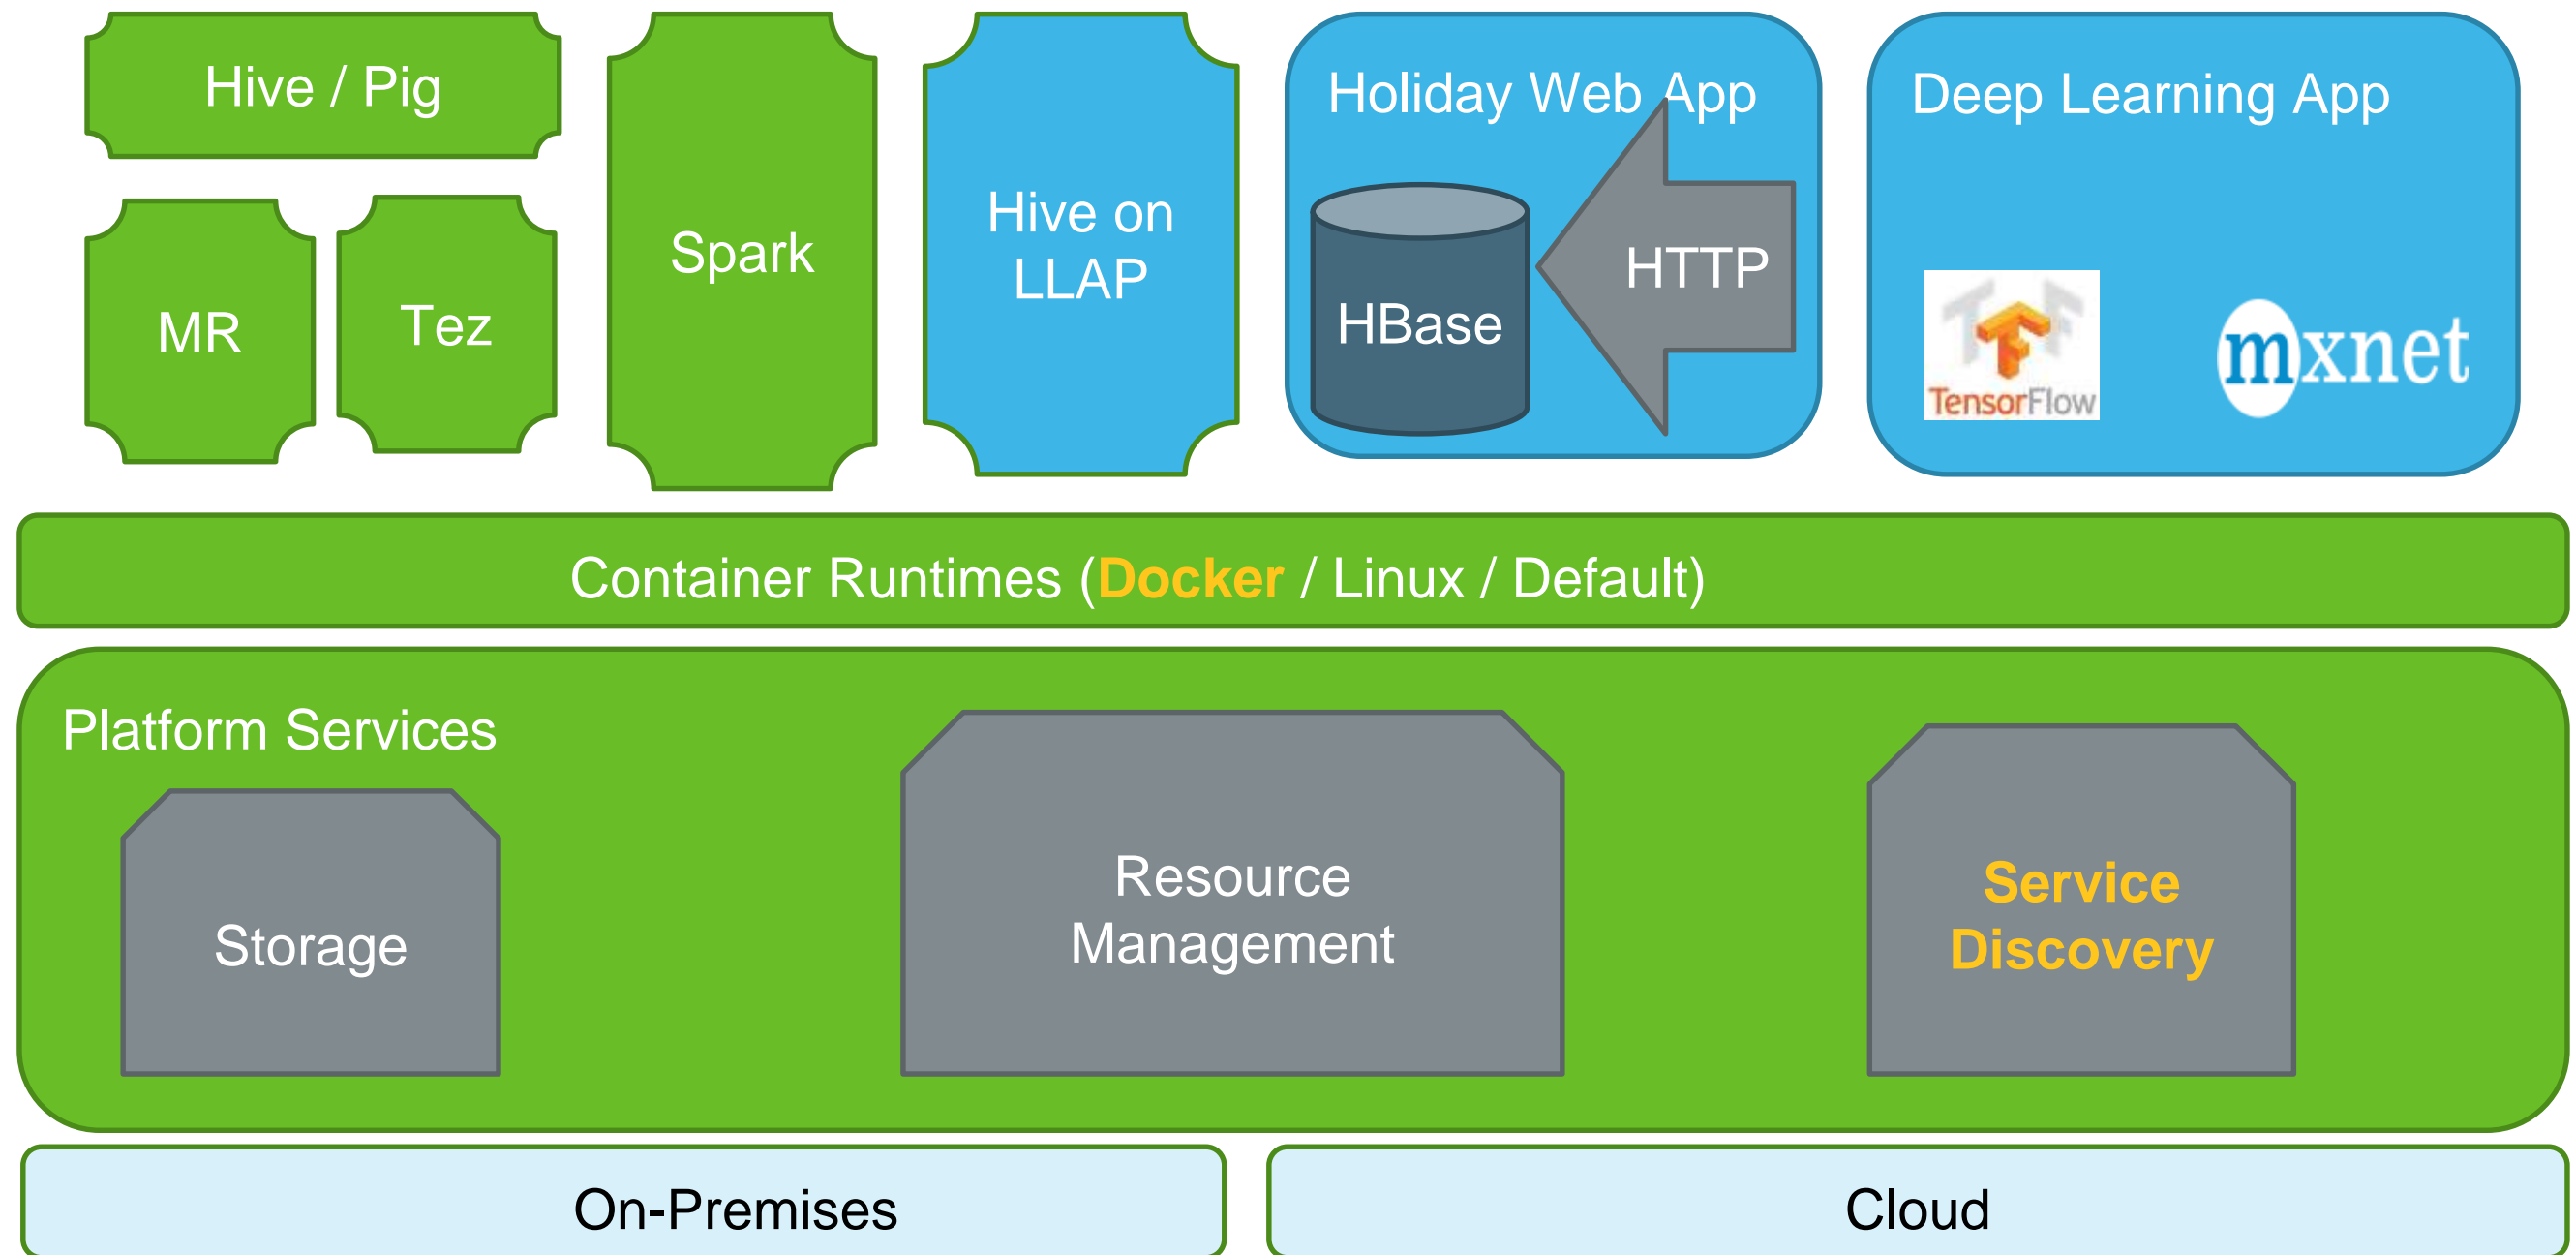 Hive / Pig
MR
Tez
Spark
Hive on
LLAP
Holiday Web App
HBase
HTTP
Deep Learning App
TensorFlow
mxnet
Container Runtimes (Docker / Linux / Default)
Platform Services
Storage
Resource
Management
Service
Discovery
On-Premises
Cloud